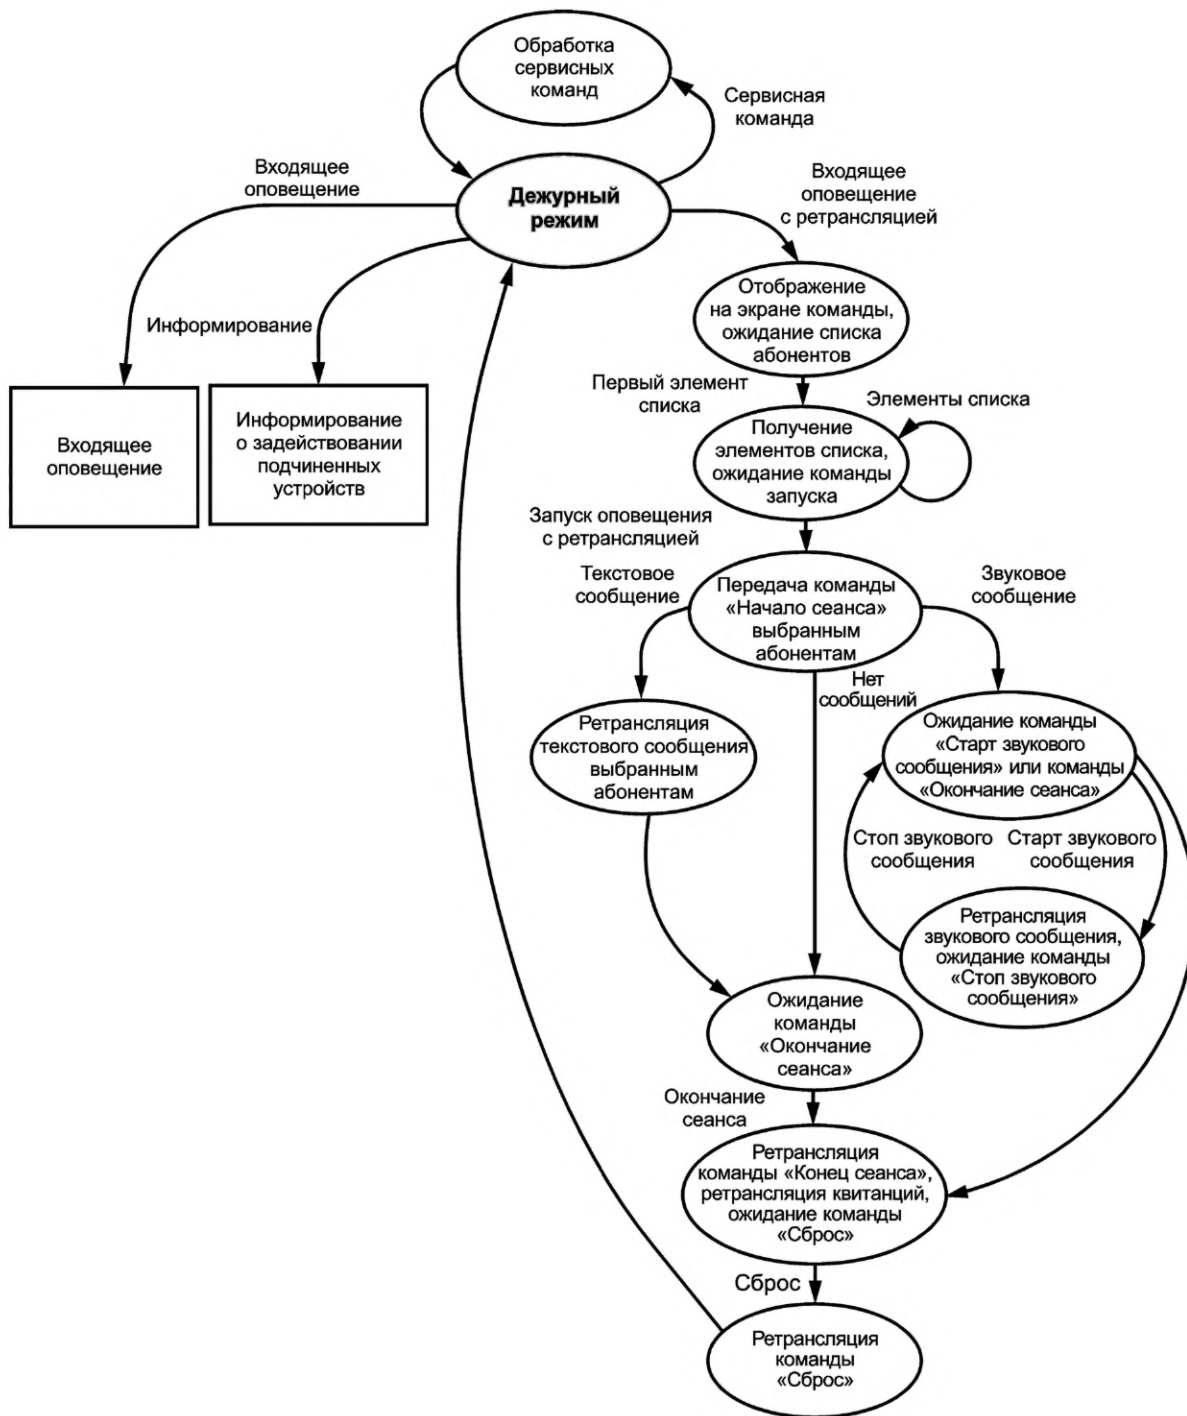 Обработка
сервисных
команд
Сервисная
команда
Входящее
оповещение
Дежурный
режим
Входящее
оповещение
с ретрансляцией
Отображение
на экране команды,
ожидание списка
абонентов
Информирование
Первый элемент
списка
Элементы списка
Входящее
оповещение
Информирование
о задействовании
подчиненных
устройств
Получение
элементов списка,
ожидание команды
запуска
Запуск оповещения
с ретрансляцией
Текстовое
сообщение
Передача команды
«Начало сеанса»
выбранным
абонентам
Звуковое
сообщение
Нет
сообщений
Ретрансляция
текстового сообщения
выбранным
абонентам
Ожидание команды
«Старт звукового
сообщения» или команды
«Окончание сеанса»
Стоп звукового
сообщения
Старт звукового
сообщения
Ретрансляция
звукового сообщения,
ожидание команды
«Стоп звукового
сообщения»
Ожидание
команды
«Окончание
сеанса»
Окончание
сеанса
Ретрансляция
команды «Конец сеанса»,
ретрансляция квитанций,
ожидание команды
«Сброс»
Сброс
Ретрансляция
команды
«Сброс»